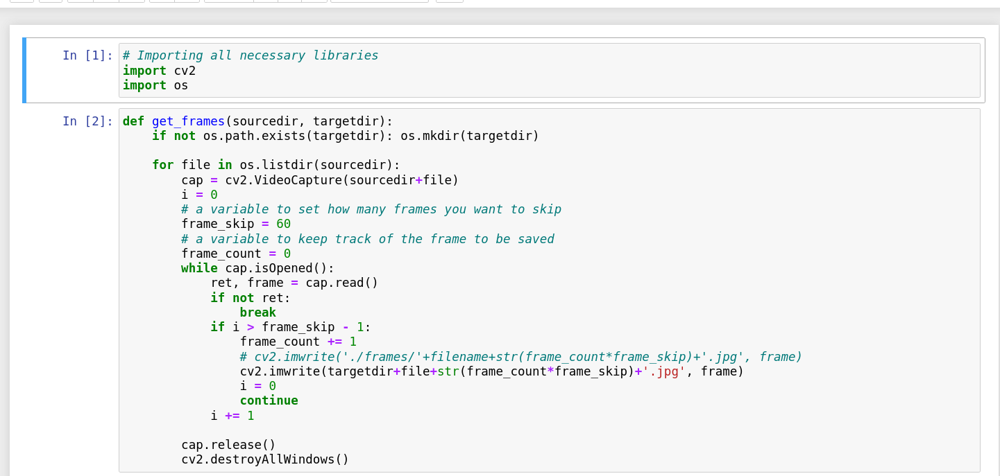 In [1]:
# Importing all necessary libraries
import cv2
import os
In [2]:
def get_frames(sourcedir, targetdir):
    if not os.path.exists(targetdir): os.mkdir(targetdir)
    for file in os.listdir(sourcedir):
        cap = cv2.VideoCapture(sourcedir+file)
        i = 0
        # a variable to set how many frames you want to skip
        frame_skip = 60
        # a variable to keep track of the frame to be saved
        frame_count = 0
        while cap.isOpened():
            ret, frame = cap.read()
            if not ret:
                break
            if i > frame_skip - 1:
                frame_count += 1
                # cv2.imwrite('./frames/'+filename+str(frame_count*frame_skip)+'.jpg', frame)
                cv2.imwrite(targetdir+file+str(frame_count*frame_skip)+'.jpg', frame)
                i = 0
                continue
            i += 1
        cap.release()
        cv2.destroyAllWindows()